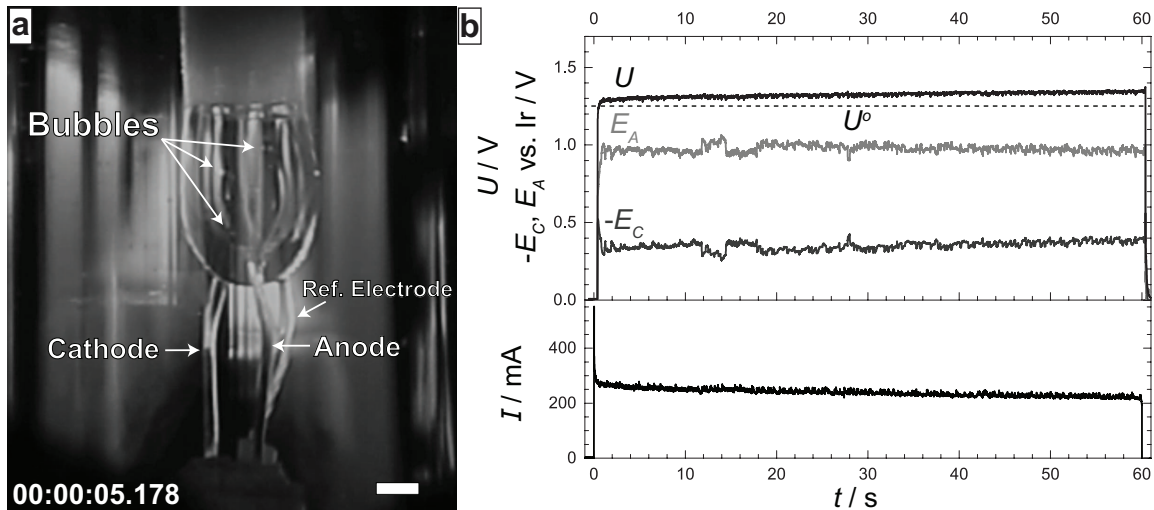 a
Bubbles
Ref. Electrode
Cathode
Anode
00:00:05.178
b
0 10 20 30 40 50 60
U / V
-E_C, E_A vs. Ir / V
1.5
1.0
0.5
0.0
U
U^o
E_A
-E_C
I / mA
400
200
0
0 10 20 30 40 50 60
t / s